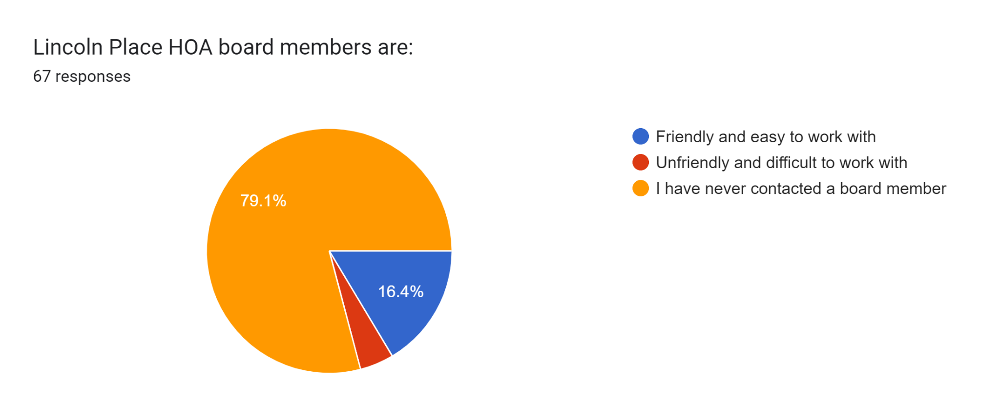 Lincoln Place HOA board members are:
67 responses
Friendly and easy to work with
Unfriendly and difficult to work with
I have never contacted a board member
79.1%
16.4%